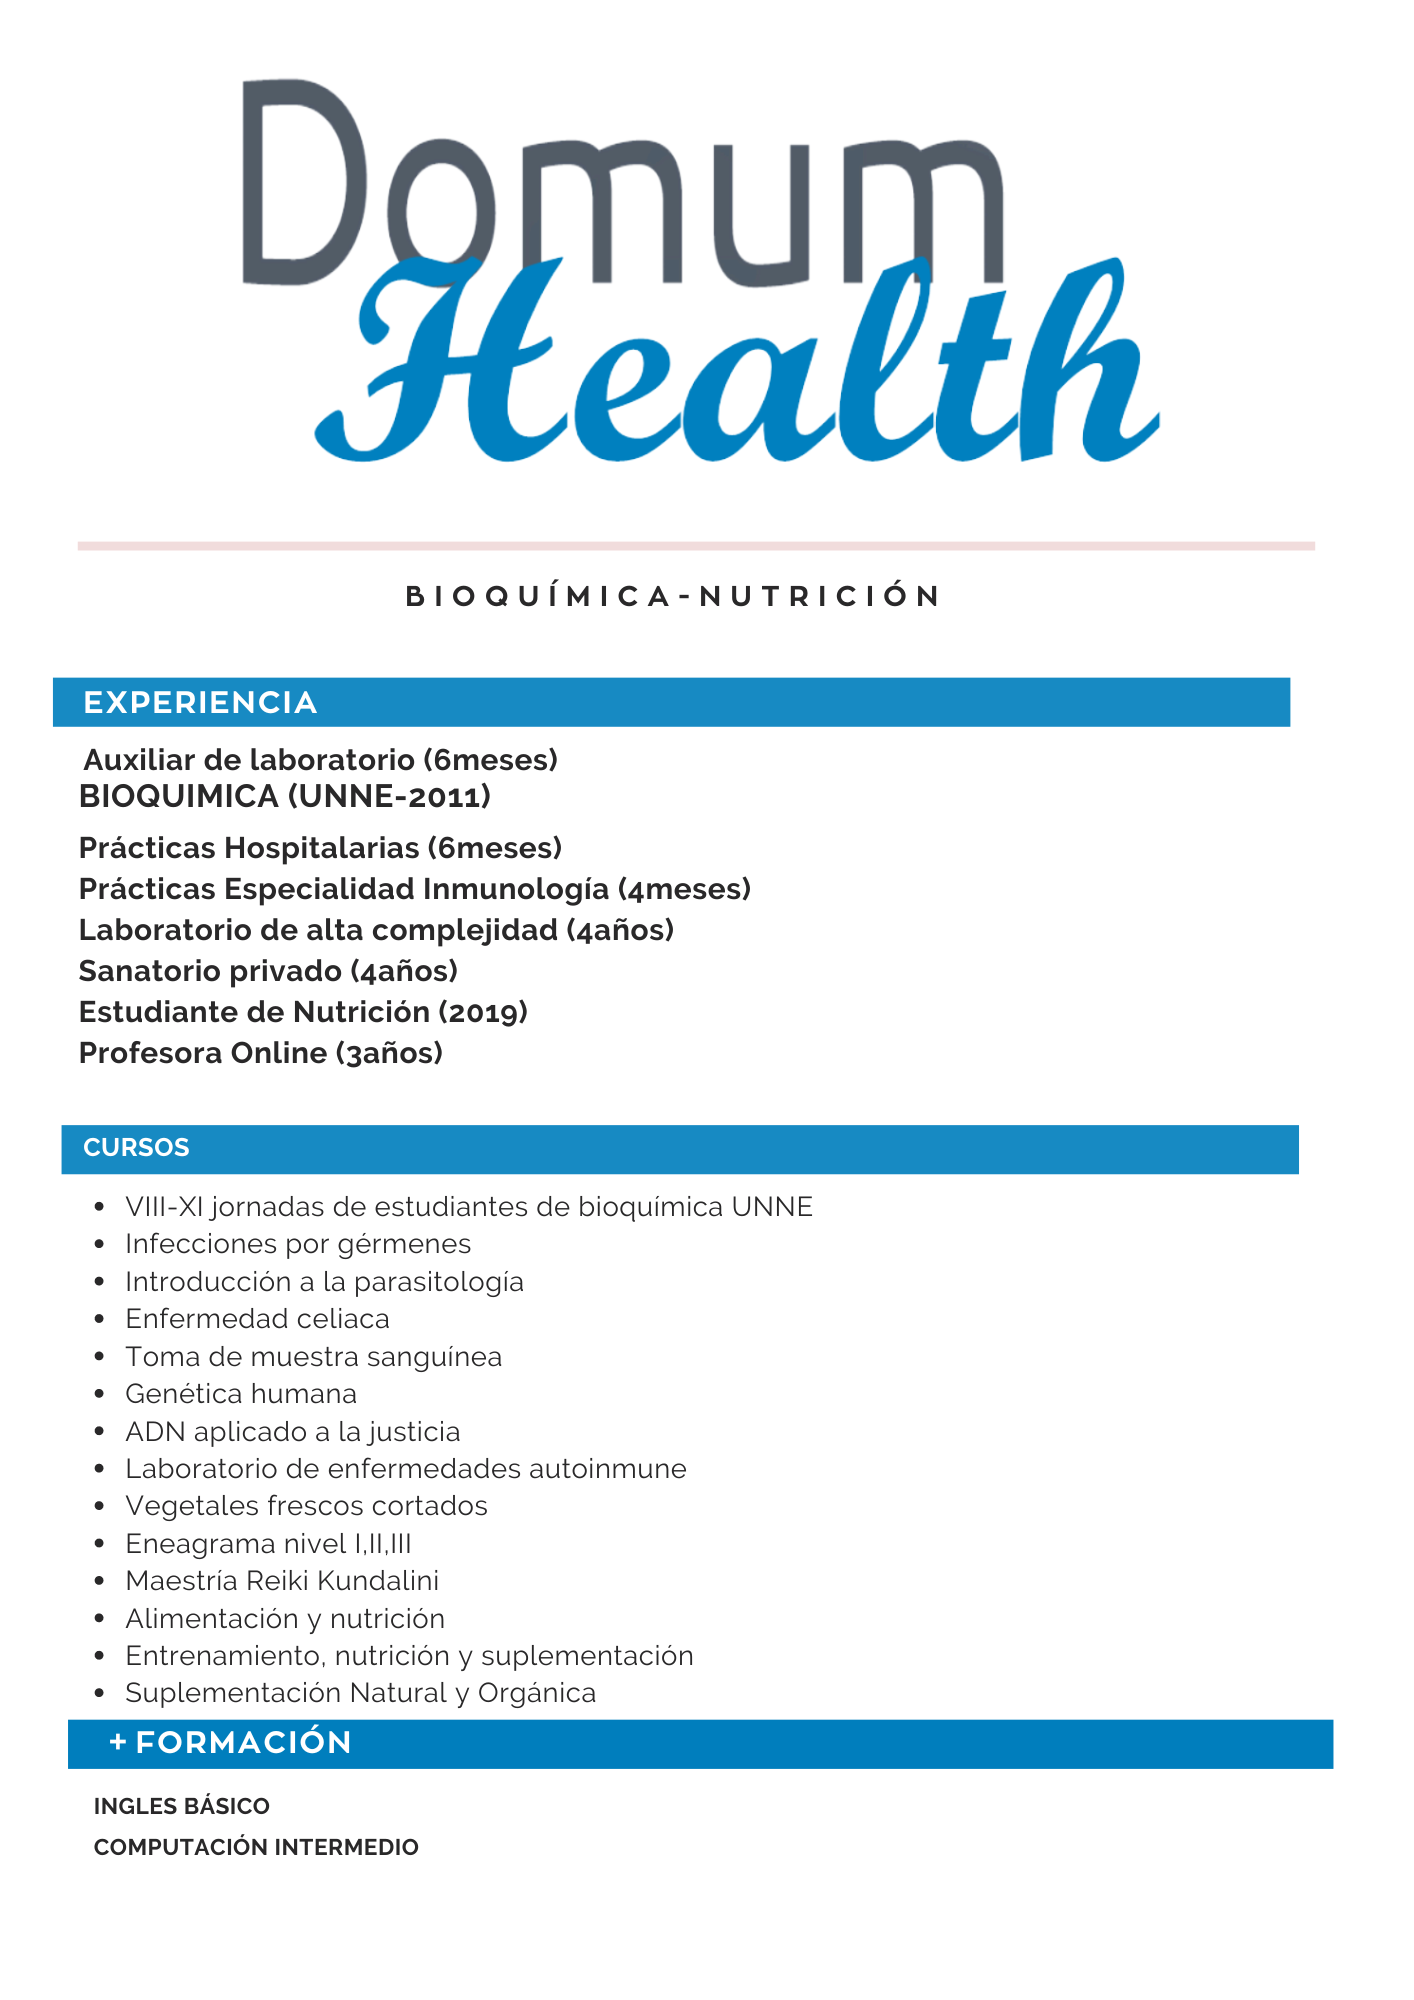 Domum
Health
BIOQUÍMICA-NUTRICIÓN
EXPERIENCIA
Auxiliar de laboratorio (6meses)
BIOQUIMICA (UNNE-2011)
Prácticas Hospitalarias (6meses)
Prácticas Especialidad Inmunología (4meses)
Laboratorio de alta complejidad (4años)
Sanatorio privado (4años)
Estudiante de Nutrición (2019)
Profesora Online (3años)
CURSOS
• VIII-XI jornadas de estudiantes de bioquímica UNNE
• Infecciones por gérmenes
• Introducción a la parasitología
• Enfermedad celiaca
• Toma de muestra sanguínea
• Genética humana
• ADN aplicado a la justicia
• Laboratorio de enfermedades autoinmune
• Vegetales frescos cortados
• Eneagrama nivel I,II,III
• Maestría Reiki Kundalini
• Alimentación y nutrición
• Entrenamiento, nutrición y suplementación
• Suplementación Natural y Orgánica
+ FORMACIÓN
INGLES BÁSICO
COMPUTACIÓN INTERMEDIO